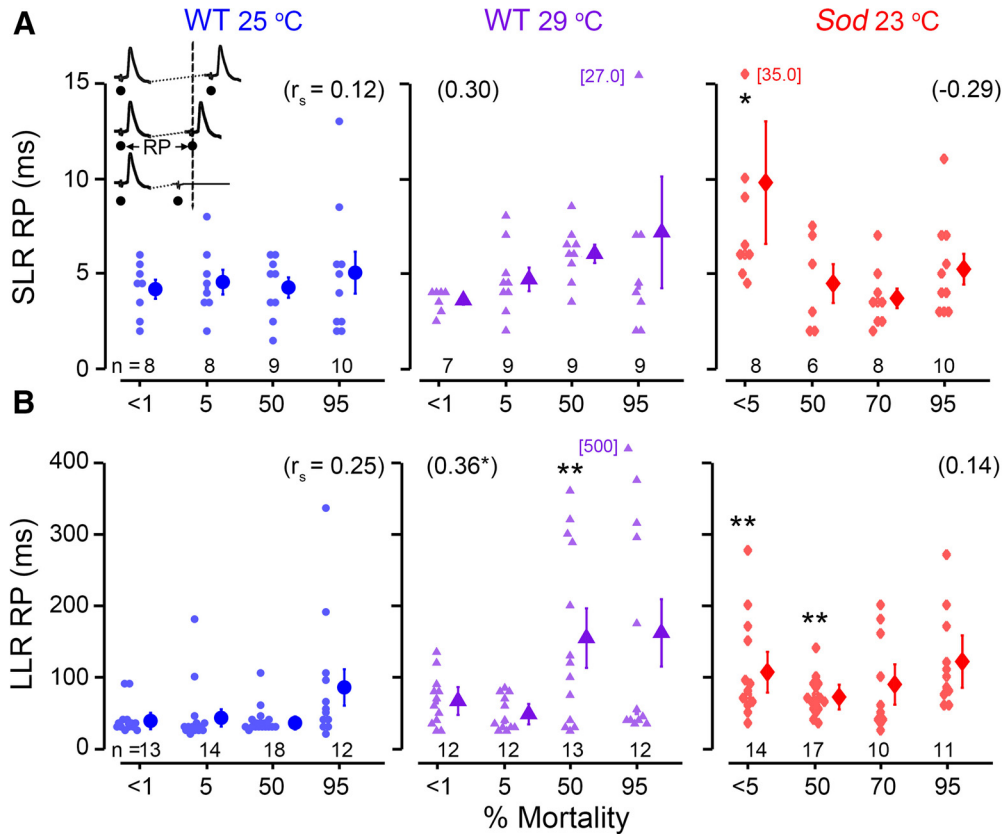 A
WT 25 °C
WT 29 °C
Sod 23 °C
SLR RP (ms)
15
10
5
0
RP
(rs = 0.12)
(0.30)
[27.0]
[35.0]
*
(-0.29)
n =8 8 9 10
7 9 9 9
8 6 8 10
<1 5 50 95
<1 5 50 95
<5 50 70 95
B
LLR RP (ms)
400
300
200
100
0
(rs = 0.25)
(0.36*)
[500]
**
**
**
(0.14)
n =13 14 18 12
12 12 13 12
14 17 10 11
<1 5 50 95
<1 5 50 95
<5 50 70 95
% Mortality